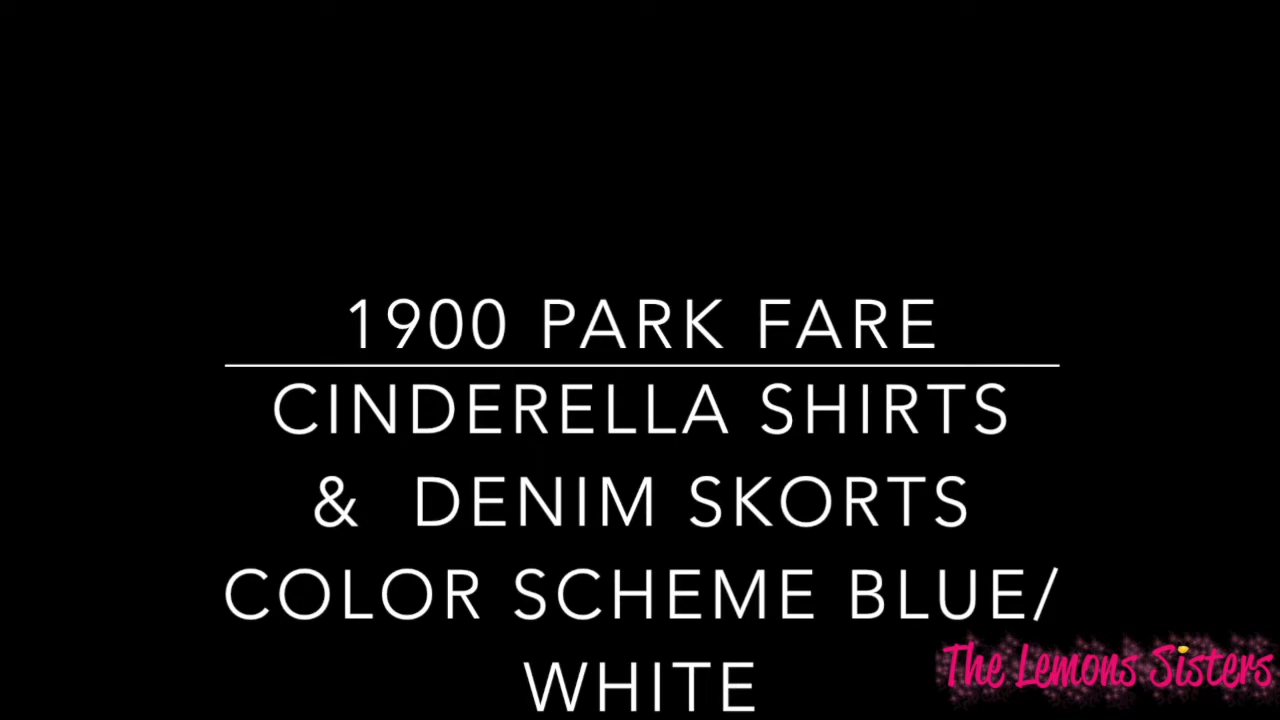 1900 PARK FARE
CINDERELLA SHIRTS
& DENIM SKORTS
COLOR SCHEME BLUE/
WHITE
The Lemons Sisters